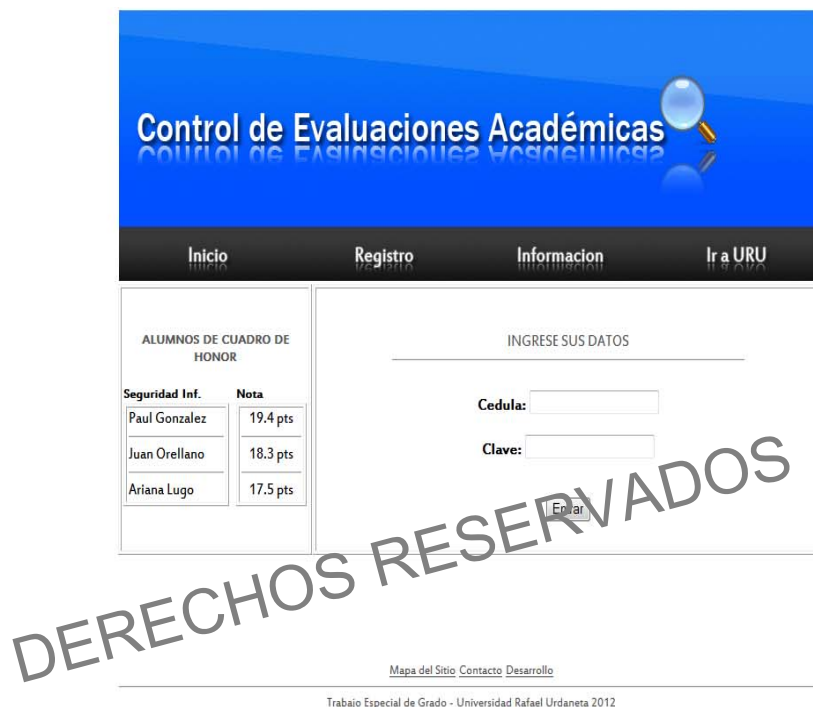 Control de Evaluaciones Académicas
Inicio Registro Informacion Ir a URU
ALUMNOS DE CUADRO DE
HONOR
Seguridad Inf. Nota
Paul Gonzalez 19.4 pts
Juan Orellano 18.3 pts
Ariana Lugo 17.5 pts
INGRESE SUS DATOS
Cedula:
Clave:
Entrar
DERECHOS RESERVADOS
Mapa del Sitio Contacto Desarrollo
Trabajo Especial de Grado - Universidad Rafael Urdaneta 2012